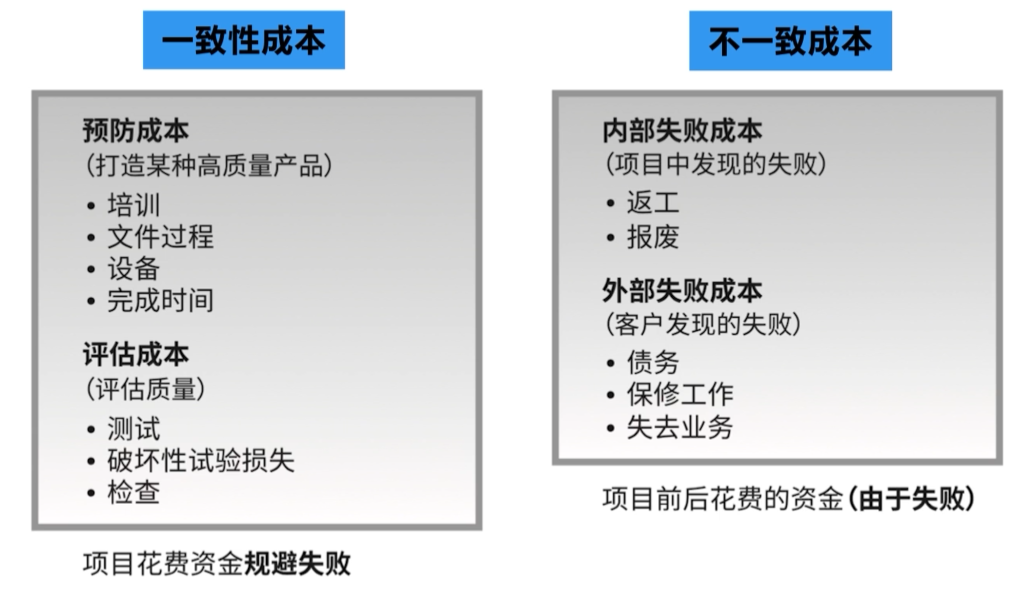 一致性成本
预防成本
（打造某种高质量产品）
• 培训
• 文件过程
• 设备
• 完成时间
评估成本
（评估质量）
• 测试
• 破坏性试验损失
• 检查
项目花费资金规避失败
不一致成本
内部失败成本
（项目中发现的失败）
• 返工
• 报废
外部失败成本
（客户发现的失败）
• 债务
• 保修工作
• 失去业务
项目前后花费的资金（由于失败）